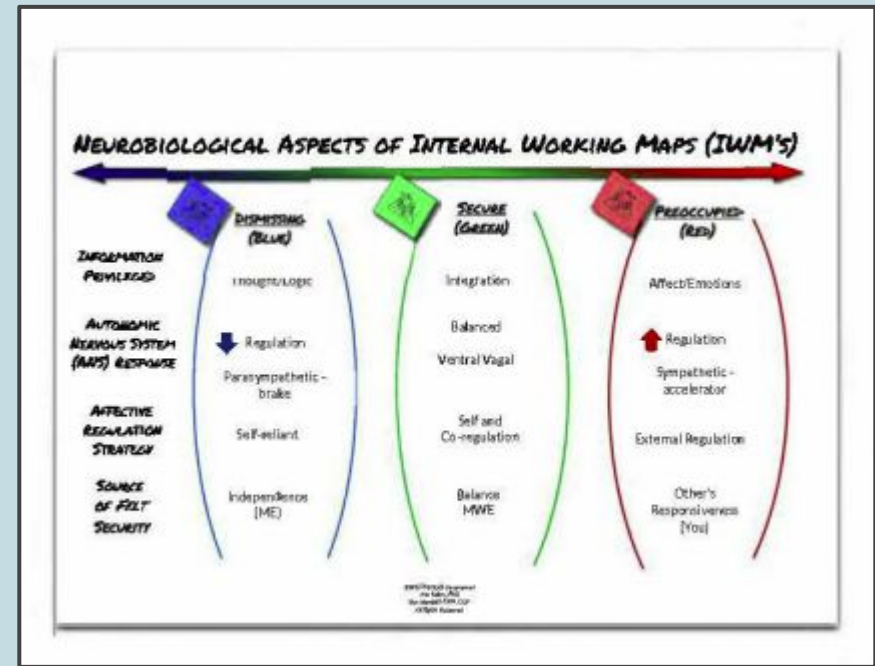 NEUROBIOLOGICAL ASPECTS OF INTERNAL WORKING MAPS (IWM'S)
DISMISSING
(BLUE)
SECURE
(GREEN)
PREOCCUPIED
(RED)
INFORMATION
PRIVILEGED
Thought/Logic
Integration
Affect/Emotions
AUTONOMIC
NERVOUS SYSTEM
(ANS) RESPONSE
Regulation
Parasympathetic -
brake
Balanced
Ventral Vagal
Regulation
Sympathetic -
accelerator
AFFECTIVE
REGULATION
STRATEGY
Self-reliant
Self and
Co-regulation
External Regulation
SOURCE
OF FELT
SECURITY
Independence
(ME)
Balance
MWE
Other's
Responsiveness
(You)